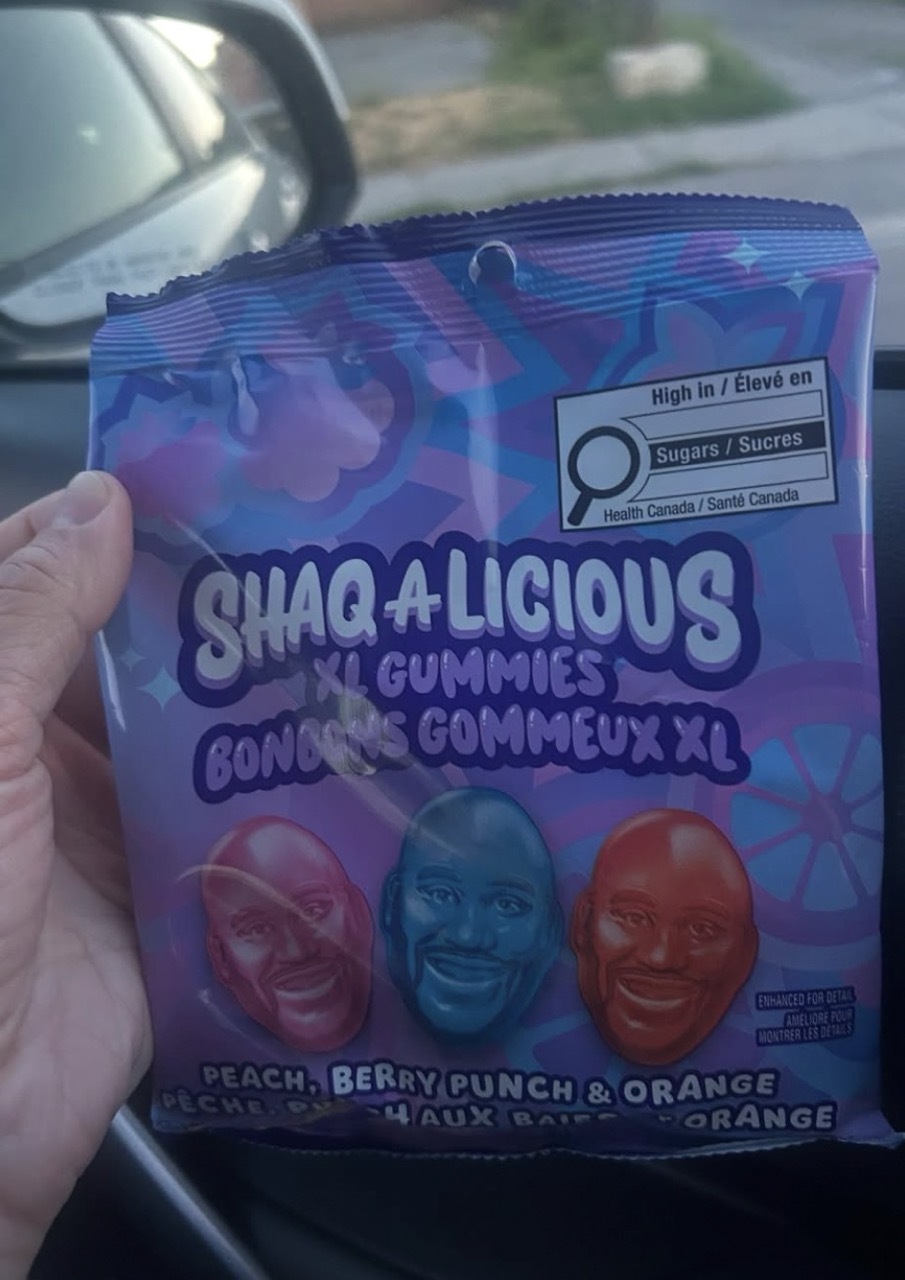 High in / Élevé en
Sugars / Sucres
Health Canada / Santé Canada
SHAQ A LICIOUS
XL GUMMIES
BONBONS GOMMEUX XL
ENHANCED FOR DETAIL
AMÉLIORÉ POUR
MONTRER LES DÉTAILS
PEACH, BERRY PUNCH & ORANGE
PÊCHE, AUX ORANGE